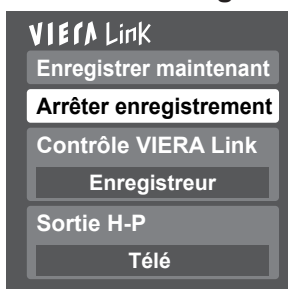 VIERA Link
Enregistrer maintenant
Arrêter enregistrement
Contrôle VIERA Link
Enregistreur
Sortie H-P
Télé